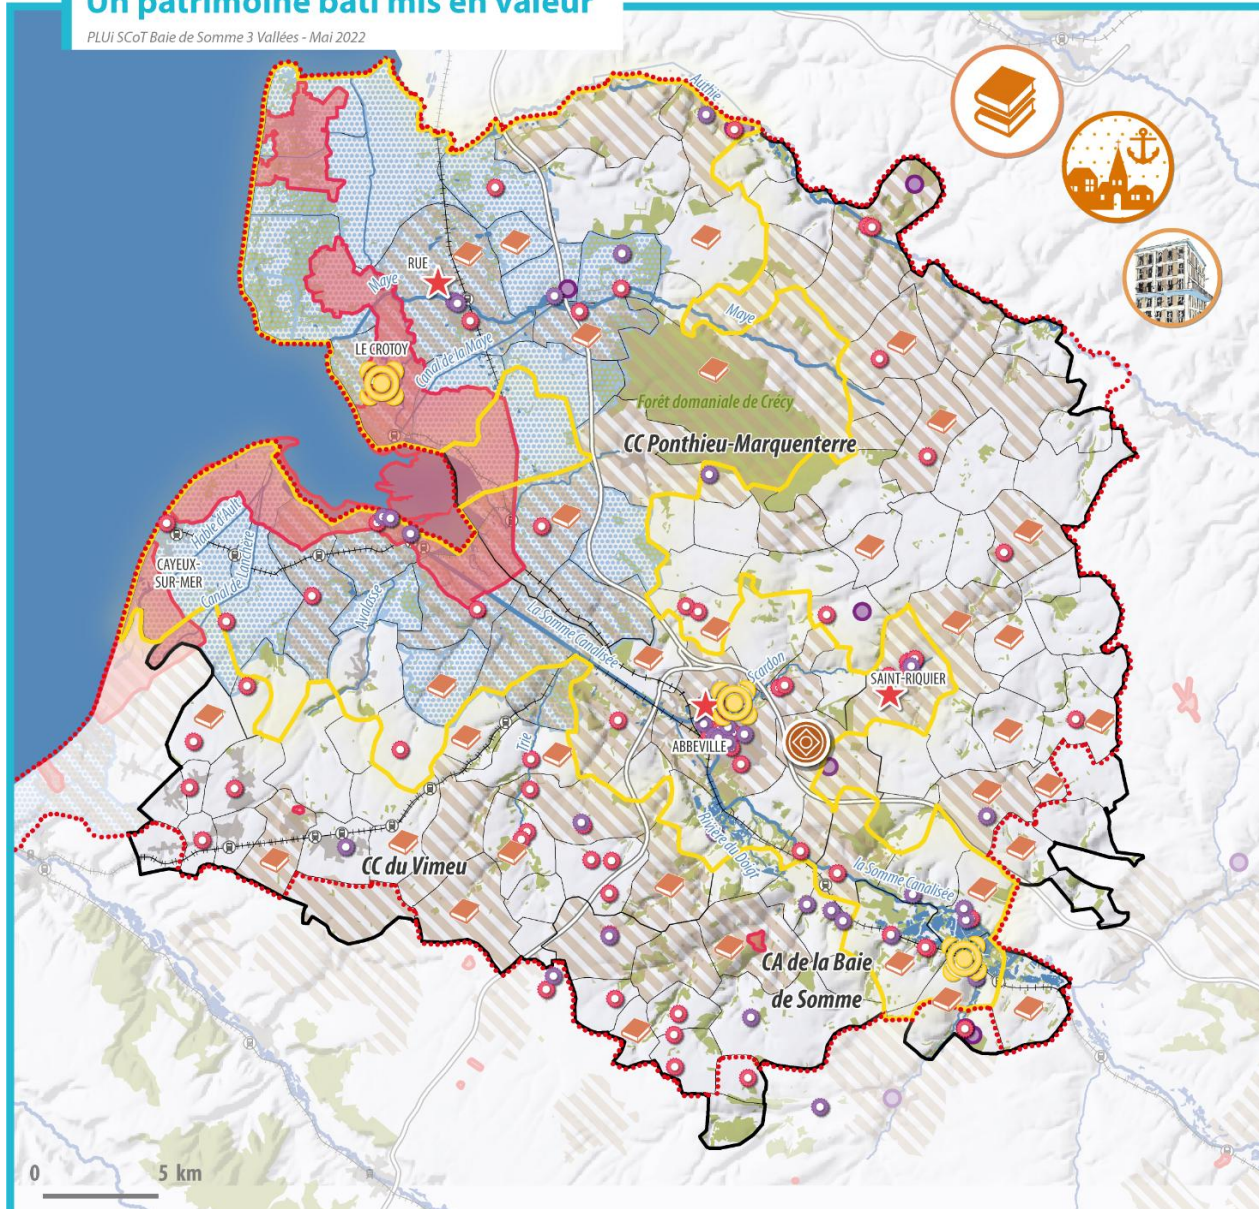 Un patrimoine bâti mis en valeur
PLUi SCoT Baie de Somme 3 Vallées - Mai 2022
Authie
RUE
Maye
Maye
LE CROTOY
Canal de la Maye
Forêt domaniale de Crécy
CC Ponthieu-Marquenterre
Hable d'Ault
CAYEUX-
SUR-MER
Canal de Lanchère
Amalasse
La Somme Canalisée
Scardon
SAINT-RIQUIER
ABBEVILLE
Trie
Rivière du Doigt
la Somme Canalisée
CC du Vimeu
CA de la Baie
de Somme
0 5 km